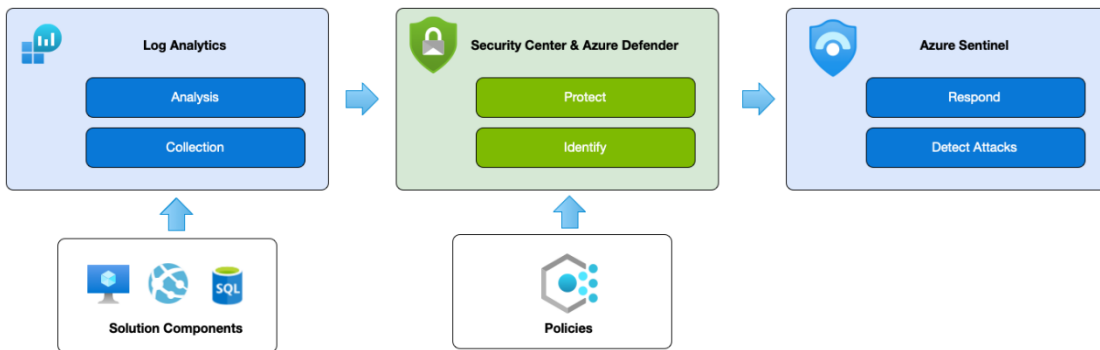 Log Analytics
Analysis
Collection
Security Center & Azure Defender
Protect
Identify
Azure Sentinel
Respond
Detect Attacks
SQL
Solution Components
Policies